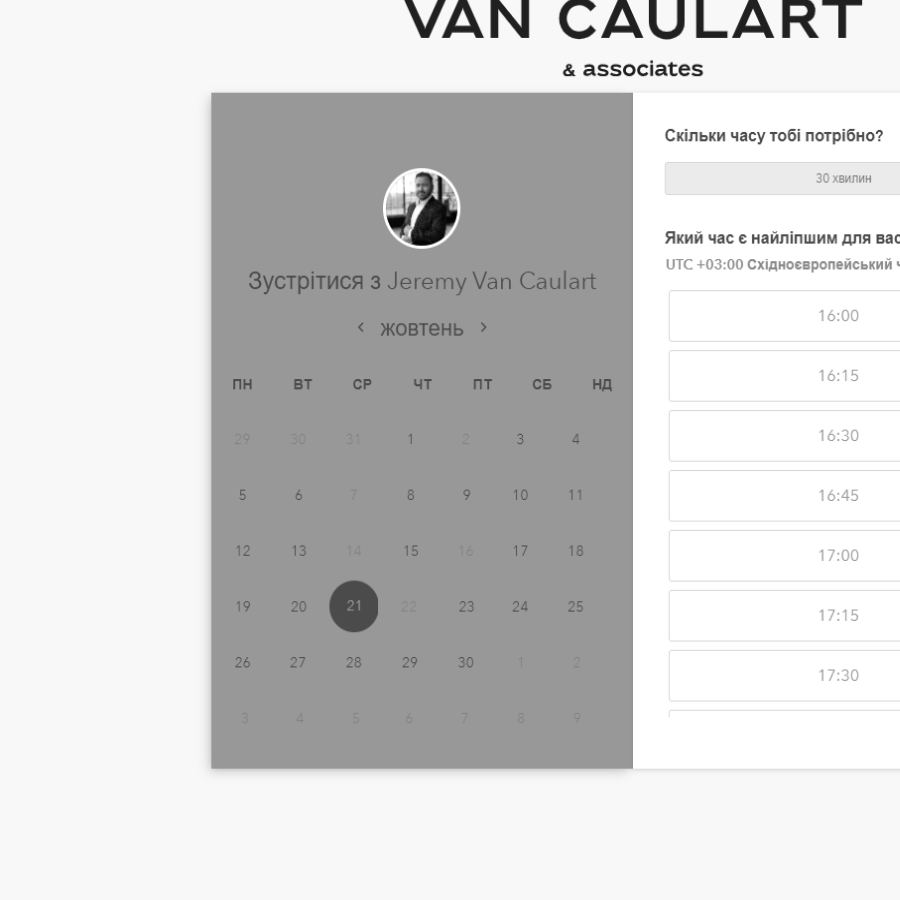 VAN CAULART
& associates
Зустрітися з Jeremy Van Caulart
‹ жовтень ›
ПН ВТ СР ЧТ ПТ СБ НД
29 30 31 1 2 3 4
5 6 7 8 9 10 11
12 13 14 15 16 17 18
19 20 21 22 23 24 25
26 27 28 29 30 1 2
3 4 5 6 7 8 9
Скільки часу тобі потрібно?
30 хвилин
Який час є найліпшим для вас
UTC +03:00 Східноєвропейський ч
16:00
16:15
16:30
16:45
17:00
17:15
17:30